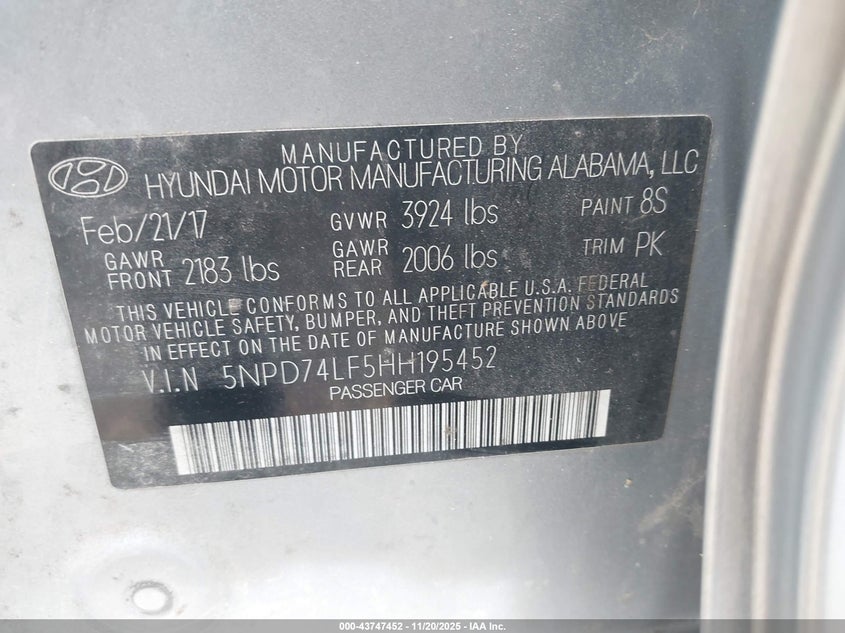 MANUFACTURED BY
HYUNDAI MOTOR MANUFACTURING ALABAMA, LLC
Feb/21/17 GVWR 3924 lbs PAINT 8S
GAWR FRONT 2183 lbs GAWR REAR 2006 lbs TRIM PK
THIS VEHICLE CONFORMS TO ALL APPLICABLE U.S.A. FEDERAL
MOTOR VEHICLE SAFETY, BUMPER, AND THEFT PREVENTION STANDARDS
IN EFFECT ON THE DATE OF MANUFACTURE SHOWN ABOVE
V.I.N 5NPD74LF5HH195452
PASSENGER CAR
000-43747452 - 11/20/2025 - IAA Inc.